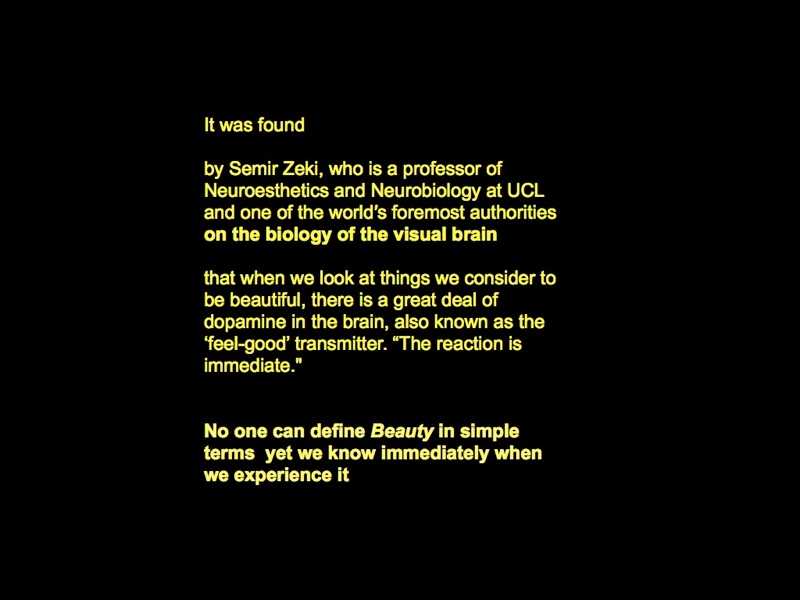 It was found
by Semir Zeki, who is a professor of
Neuroesthetics and Neurobiology at UCL
and one of the world's foremost authorities
on the biology of the visual brain
that when we look at things we consider to
be beautiful, there is a great deal of
dopamine in the brain, also known as the
‘feel-good’ transmitter. “The reaction is
immediate."
No one can define Beauty in simple
terms  yet we know immediately when
we experience it